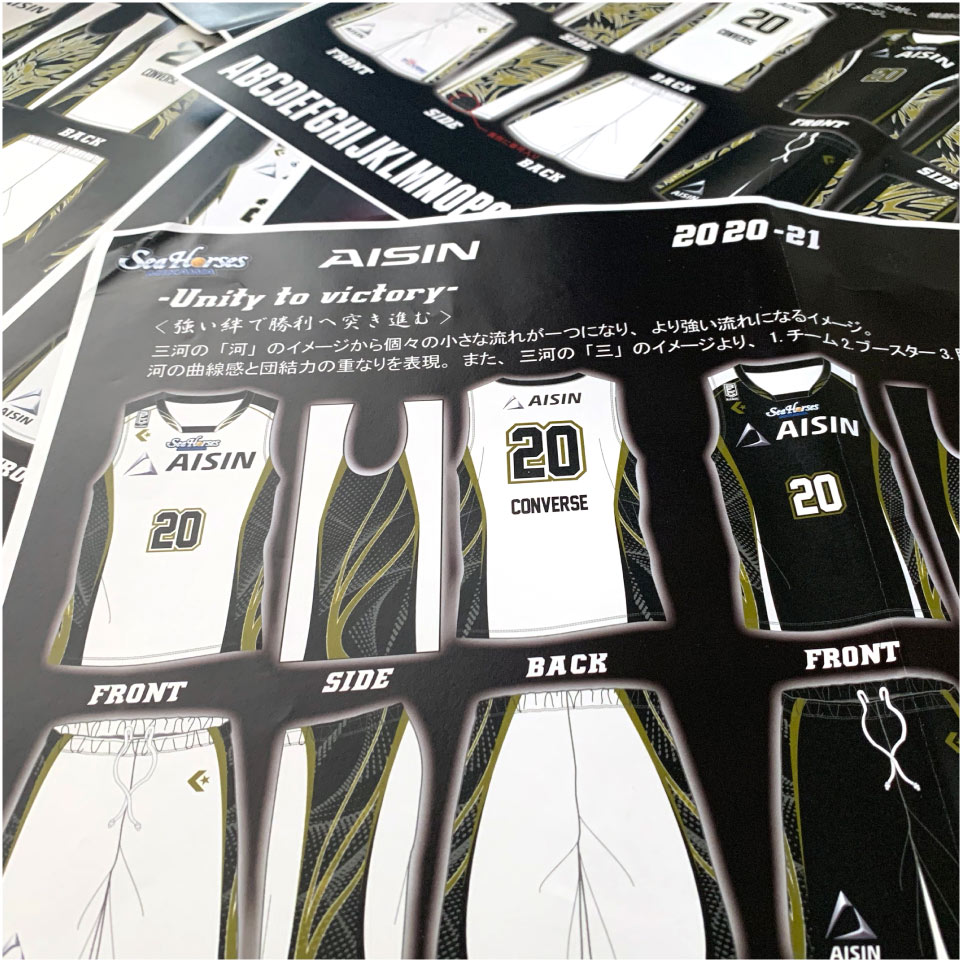 20
CONVERSE
AISIN
20
FRONT
SIDE
BACK
FRONT
SIDE
BACK
SIDE
BACK
CONVERSE
ABCDEFGHIJKLMNOPQ
AISIN
SeaHorses
AISIN
2020-21
-Unity to victory-
<強い絆で勝利へ突き進む>
三河の「河」のイメージから個々の小さな流れが一つになり、より強い流れになるイメージ。
河の曲線感と団結力の重なりを表現。また、三河の「三」のイメージより、1.チーム2.ブースター3.
SeaHorses
AISIN
20
AISIN
20
CONVERSE
SeaHorses
AISIN
20
FRONT
SIDE
BACK
FRONT
AISIN